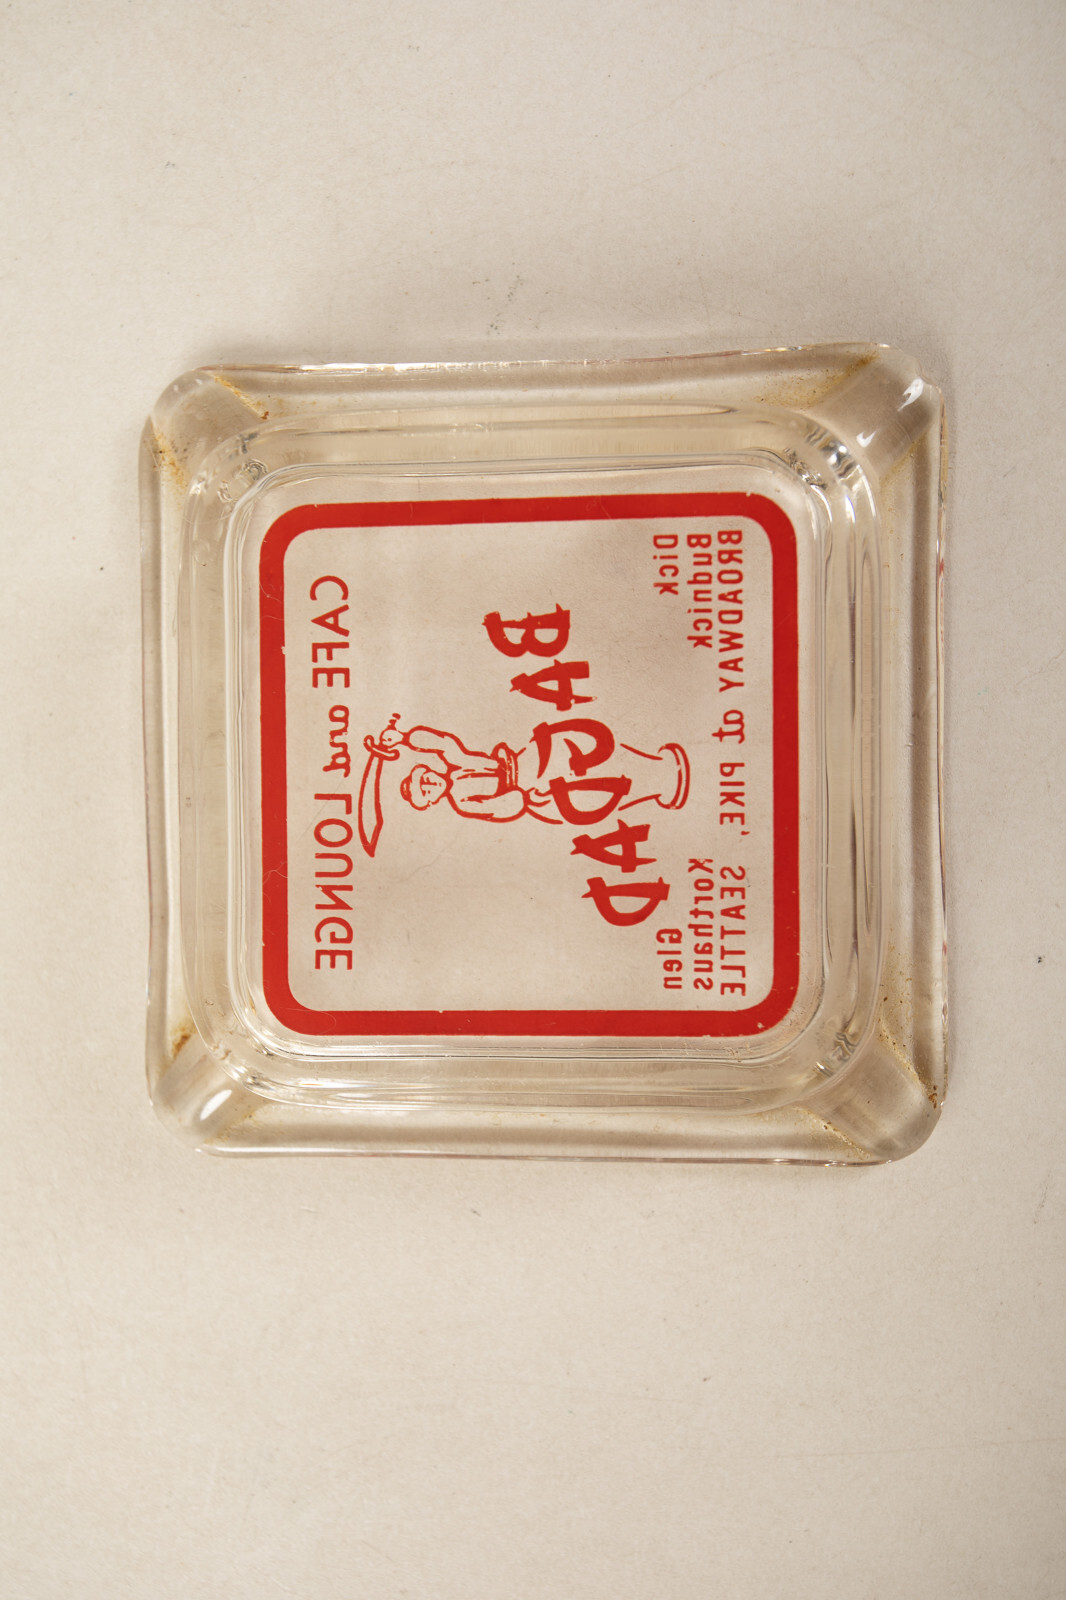 CAFE and LOUNGE
BAGDAD
Dick
Budnick
Glen
Korthaus
BROADWAY at PIKE, SEATTLE